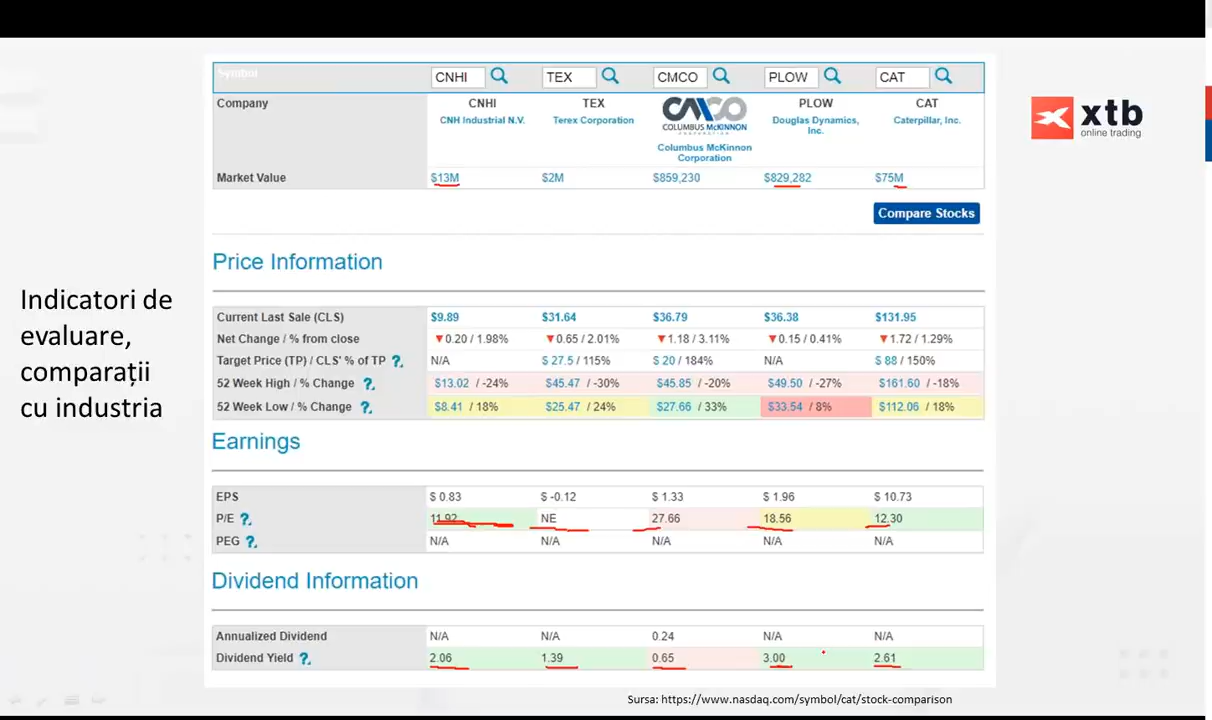 Symbol CNHI TEX CMCO PLOW CAT
Company CNHI TEX CMCO PLOW CAT
CNH Industrial N.V. Terex Corporation COLUMBUS McKINNON CORPORATION Douglas Dynamics, Inc. Caterpillar, Inc.
Columbus McKinnon Corporation
Market Value $13M $2M $859,230 $829,282 $75M
Compare Stocks
xtb
online trading
Price Information
Indicatori de
evaluare,
comparații
cu industria
Current Last Sale (CLS) $9.89 $31.64 $36.79 $36.38 $131.95
Net Change / % from close ▼0.20 / 1.98% ▼0.65 / 2.01% ▼1.18 / 3.11% ▼0.15 / 0.41% ▼1.72 / 1.29%
Target Price (TP) / CLS' % of TP ? N/A $ 27.5 / 115% $ 20 / 184% N/A $ 88 / 150%
52 Week High / % Change ? $13.02 / -24% $45.47 / -30% $45.85 / -20% $49.50 / -27% $161.60 / -18%
52 Week Low / % Change ? $8.41 / 18% $25.47 / 24% $27.66 / 33% $33.54 / 8% $112.06 / 18%
Earnings
EPS $ 0.83 $ -0.12 $ 1.33 $ 1.96 $ 10.73
P/E ? 11.92 NE 27.66 18.56 12.30
PEG ? N/A N/A N/A N/A N/A
Dividend Information
Annualized Dividend N/A N/A 0.24 N/A N/A
Dividend Yield ? 2.06 1.39 0.65 3.00 2.61
Sursa: https://www.nasdaq.com/symbol/cat/stock-comparison